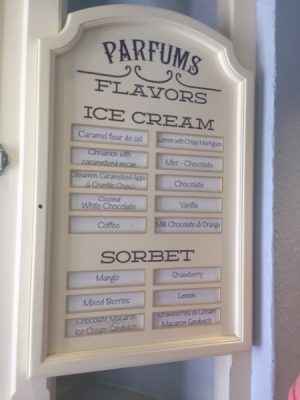 PARFUMS
FLAVORS
ICE CREAM
Caramel fleur de sel
Lemon with Crispy Meringues
Cinnamon with
caramelized pecan
Mint - Chocolate
Cinnamon, Caramelized Apple
& Crumble Crunch
Chocolate
Coconut
White Chocolate
Vanilla
Coffee
Milk Chocolate & Orange
SORBET
Mango
Strawberry
Mixed Berries
Lemon
Chocolate Macaron
Ice Cream Sandwich
Strawberries & Cream
Macaron Sandwich